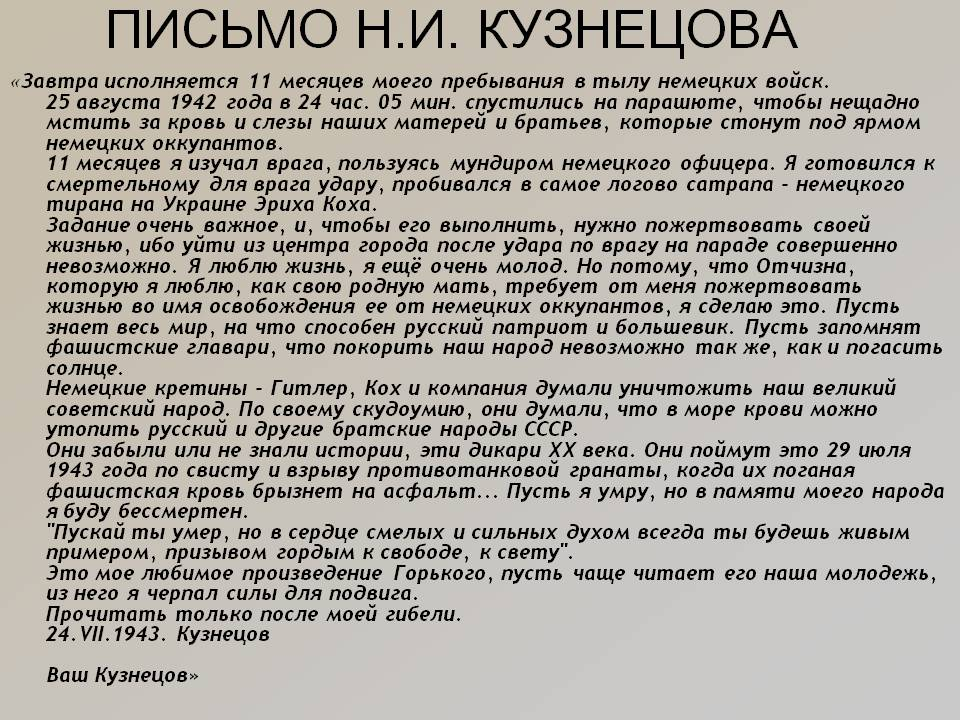 ПИСЬМО Н.И. КУЗНЕЦОВА
«Завтра исполняется 11 месяцев моего пребывания в тылу немецких войск.
25 августа 1942 года в 24 час. 05 мин. спустились на парашюте, чтобы нещадно
мстить за кровь и слезы наших матерей и братьев, которые стонут под ярмом
немецких оккупантов.
11 месяцев я изучал врага, пользуясь мундиром немецкого офицера. Я готовился к
смертельному для врага удару, пробивался в самое логово сатрапа - немецкого
тирана на Украине Эриха Коха.
Задание очень важное, и, чтобы его выполнить, нужно пожертвовать своей
жизнью, ибо уйти из центра города после удара по врагу на параде совершенно
невозможно. Я люблю жизнь, я ещё очень молод. Но потому, что Отчизна,
которую я люблю, как свою родную мать, требует от меня пожертвовать
жизнью во имя освобождения ее от немецких оккупантов, я сделаю это. Пусть
знает весь мир, на что способен русский патриот и большевик. Пусть запомнят
фашистские главари, что покорить наш народ невозможно так же, как и погасить
солнце.
Немецкие кретины - Гитлер, Кох и компания думали уничтожить наш великий
советский народ. По своему скудоумию, они думали, что в море крови можно
утопить русский и другие братские народы СССР.
Они забыли или не знали истории, эти дикари XX века. Они поймут это 29 июля
1943 года по свисту и взрыву противотанковой гранаты, когда их поганая
фашистская кровь брызнет на асфальт... Пусть я умру, но в памяти моего народа
я буду бессмертен.
"Пускай ты умер, но в сердце смелых и сильных духом всегда ты будешь живым
примером, призывом гордым к свободе, к свету".
Это мое любимое произведение Горького, пусть чаще читает его наша молодежь,
из него я черпал силы для подвига.
Прочитать только после моей гибели.
24.VII.1943. Кузнецов
Ваш Кузнецов»